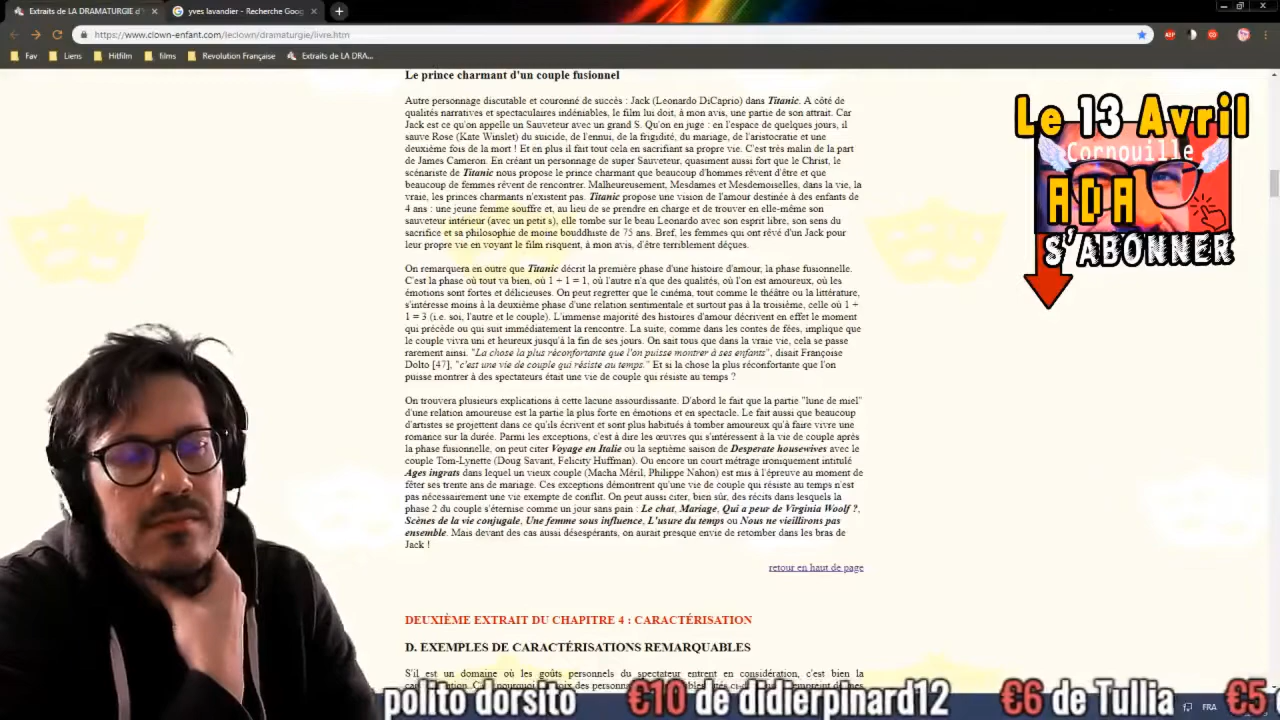 Extraits de LA DRAMATURGIE d'
yves lavandier - Recherche Goog
https://www.clown-enfant.com/leclown/dramaturgie/livre.htm
Fav
Liens
Hitfilm
films
Revolution Française
Extraits de LA DRA...
Le prince charmant d'un couple fusionnel
Autre personnage discutable et couronné de succès : Jack (Leonardo DiCaprio) dans Titanic. A côté de
qualités narratives et spectaculaires indéniables, le film lui doit, à mon avis, une partie de son attrait. Car
Jack est ce qu'on appelle un Sauveteur avec un grand S. Qu'on en juge : en l'espace de quelques jours, il
sauve Rose (Kate Winslet) du suicide, de l'ennui, de la frigidité, du mariage, de l'aristocratie et une
deuxième fois de la mort ! Et en plus il fait tout cela en sacrifiant sa propre vie. C'est très malin de la part
de James Cameron. En créant un personnage de super Sauveteur, quasiment aussi fort que le Christ, le
scénariste de Titanic nous propose le prince charmant que beaucoup d'hommes rêvent d'être et que
beaucoup de femmes rêvent de rencontrer. Malheureusement, Mesdames et Mesdemoiselles, dans la vie, la
vraie, les princes charmants n'existent pas. Titanic propose une vision de l'amour destinée à des enfants de
4 ans : une jeune femme souffre et, au lieu de se prendre en charge et de trouver en elle-même son
sauveteur intérieur (avec un petit s), elle tombe sur le beau Leonardo avec son esprit libre, son sens du
sacrifice et sa philosophie de moine bouddhiste de 75 ans. Bref, les femmes qui ont rêvé d'un Jack pour
leur propre vie en voyant le film risquent, à mon avis, d'être terriblement déçues.
On remarquera en outre que Titanic décrit la première phase d'une histoire d'amour, la phase fusionnelle.
C'est la phase où tout va bien, où 1 + 1 = 1, où l'autre n'a que des qualités, où l'on est amoureux, où les
émotions sont fortes et délicieuses. On peut regretter que le cinéma, tout comme le théâtre ou la littérature,
s'intéresse moins à la deuxième phase d'une relation sentimentale et surtout pas à la troisième, celle où 1 +
1 = 3 (i.e. soi, l'autre et le couple). L'immense majorité des histoires d'amour décrivent en effet le moment
qui précède ou qui suit immédiatement la rencontre. La suite, comme dans les contes de fées, implique que
le couple vivra uni et heureux jusqu'à la fin de ses jours. On sait tous que dans la vraie vie, cela se passe
rarement ainsi. "La chose la plus réconfortante que l'on puisse montrer à ses enfants", disait Françoise
Dolto [47], "c'est une vie de couple qui résiste au temps." Et si la chose la plus réconfortante que l'on
puisse montrer à des spectateurs était une vie de couple qui résiste au temps ?
On trouvera plusieurs explications à cette lacune assourdissante. D'abord le fait que la partie "lune de miel"
d'une relation amoureuse est la partie la plus forte en émotions et en spectacle. Le fait aussi que beaucoup
d'artistes se projettent dans ce qu'ils écrivent et sont plus habitués à tomber amoureux qu'à faire vivre une
romance sur la durée. Parmi les exceptions, c'est à dire les œuvres qui s'intéressent à la vie de couple après
la phase fusionnelle, on peut citer Voyage en Italie ou la septième saison de Desperate housewives avec le
couple Tom-Lynette (Doug Savant, Felicity Huffman). Ou encore un court métrage ironiquement intitulé
Ages ingrats dans lequel un vieux couple (Macha Méril, Philippe Nahon) est mis à l'épreuve au moment de
fêter ses trente ans de mariage. Ces exceptions démontrent qu'une vie de couple qui résiste au temps n'est
pas nécessairement une vie exempte de conflit. On peut aussi citer, bien sûr, des récits dans lesquels la
phase 2 du couple s'éternise comme un jour sans pain : Le chat, Mariage, Qui a peur de Virginia Woolf ?,
Scènes de la vie conjugale, Une femme sous influence, L'usure du temps ou Nous ne vieillirons pas
ensemble. Mais devant des cas aussi désespérants, on aurait presque envie de retomber dans les bras de
Jack !
retour en haut de page
DEUXIÈME EXTRAIT DU CHAPITRE 4 : CARACTÉRISATION
D. EXEMPLES DE CARACTÉRISATIONS REMARQUABLES
S'il est un domaine où les goûts personnels du spectateur entrent en considération, c'est bien la
Le 13 Avril
Cornouille
ADA
S'ABONNER
polito dorsito €10 de didierpinard12 €6 de Tullia €5
FRA